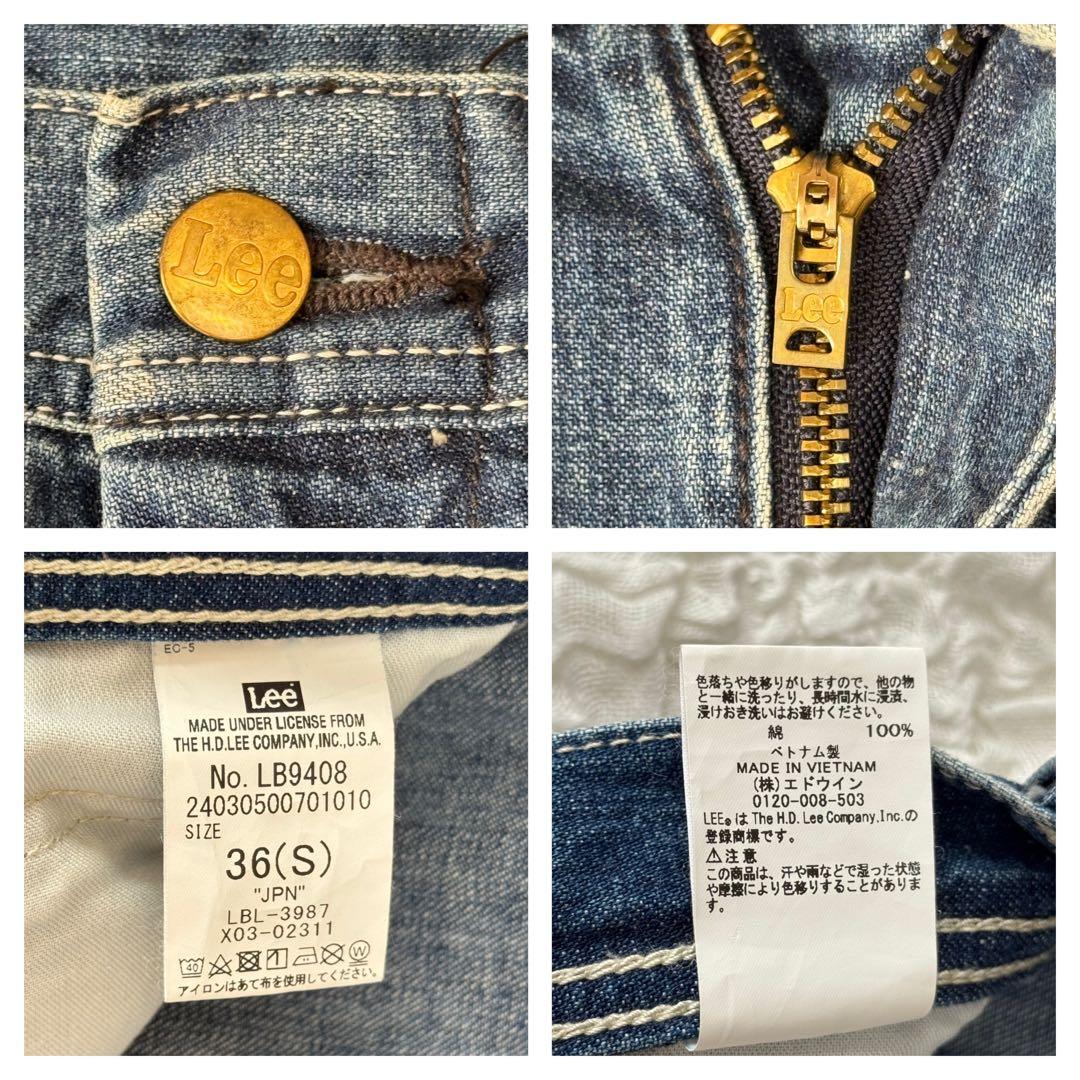 Lee
Lee
EC-5
Lee
MADE UNDER LICENSE FROM
THE H.D.LEE COMPANY,INC.,U.S.A.
No. LB9408
24030500701010
SIZE
36(S)
"JPN"
LBL-3987
X03-02311
40
1
W
アイロンはあて布を使用してください。
色落ちや色移りがしますので、他の物
と一緒に洗ったり、長時間水に浸漬、
浸けおき洗いはお避けください。
綿 100%
ベトナム製
MADE IN VIETNAM
(株)エドウイン
0120-008-503
LEE®は The H.D. Lee Company,Inc.の
登録商標です。
⚠注意
この商品は、汗や雨などで湿った状態
や摩擦により色移りすることがありま
す。